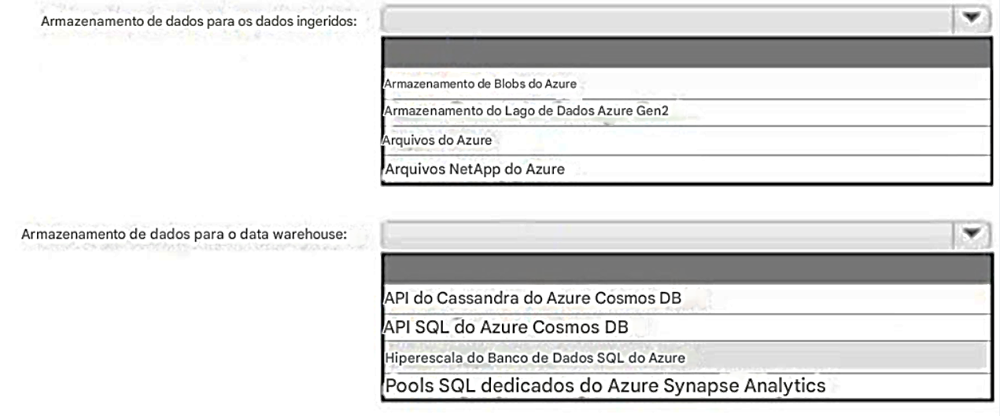 Armazenamento de dados para os dados ingeridos:
Armazenamento de Blobs do Azure
Armazenamento do Lago de Dados Azure Gen2
Arquivos do Azure
Arquivos NetApp do Azure
Armazenamento de dados para o data warehouse:
API do Cassandra do Azure Cosmos DB
API SQL do Azure Cosmos DB
Hiperescala do Banco de Dados SQL do Azure
Pools SQL dedicados do Azure Synapse Analytics